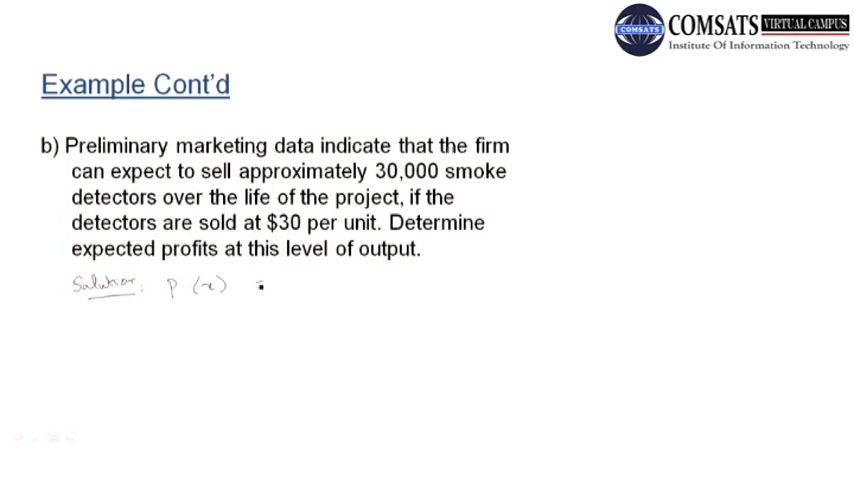 COMSATS VIRTUAL CAMPUS
COMSATS
Institute Of Information Technology
Example Cont'd
b) Preliminary marketing data indicate that the firm
can expect to sell approximately 30,000 smoke
detectors over the life of the project, if the
detectors are sold at $30 per unit. Determine
expected profits at this level of output.
Solution: P (x) =